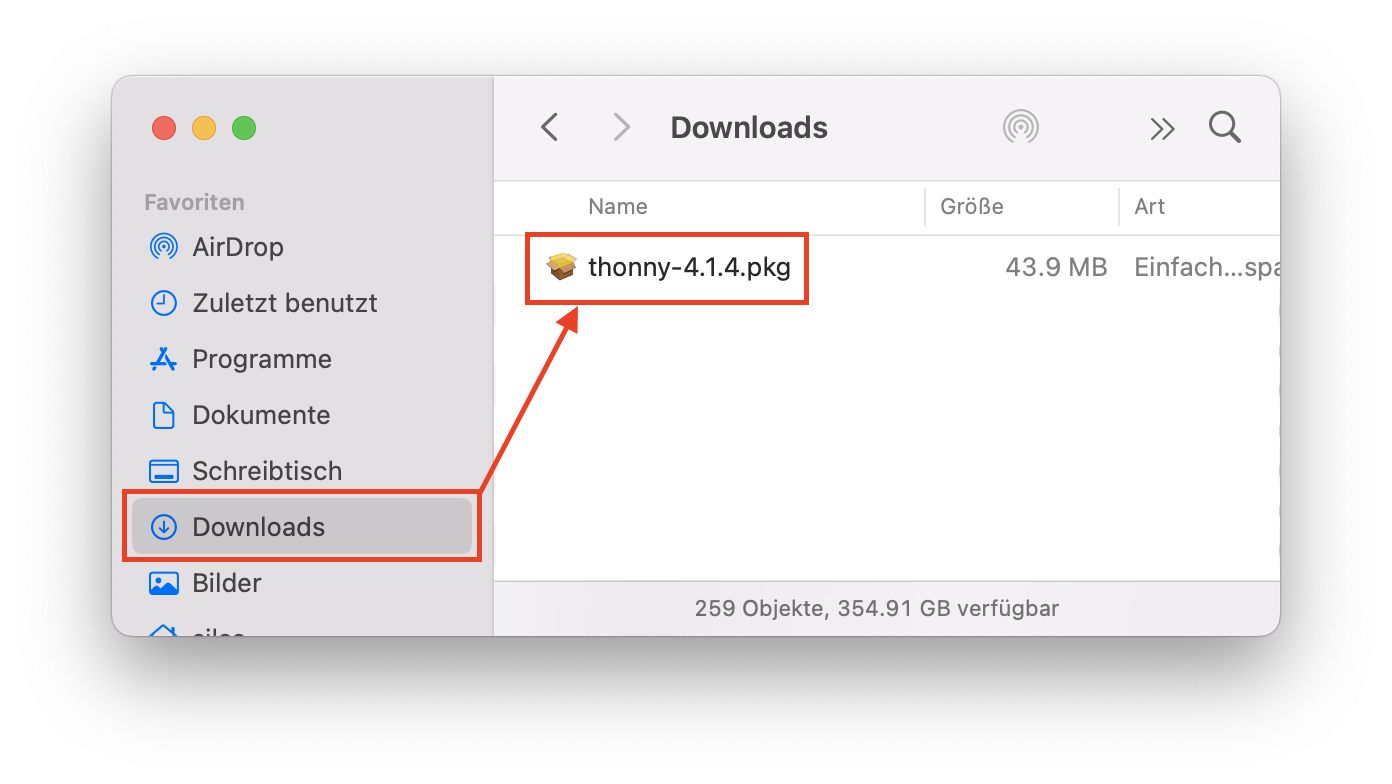 Downloads
Favoriten
AirDrop
Zuletzt benutzt
Programme
Dokumente
Schreibtisch
Downloads
Bilder
Name Größe Art
thonny-4.1.4.pkg 43.9 MB Einfach...spa
259 Objekte, 354.91 GB verfügbar